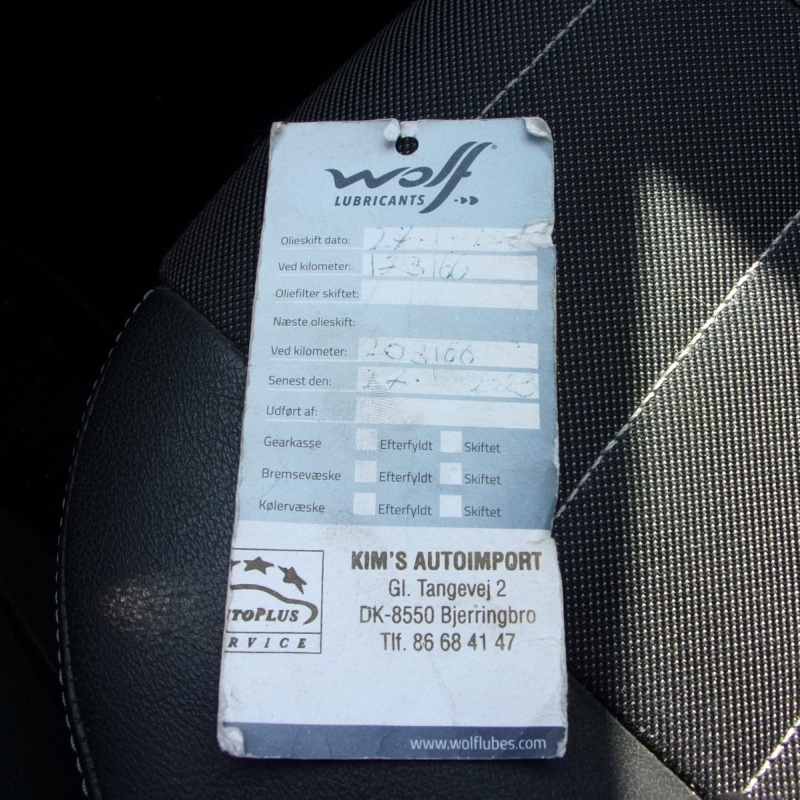 wolf
LUBRICANTS
Olieskift dato:
Ved kilometer: 173166
Oliefilter skiftet:
Næste olieskift:
Ved kilometer: 203166
Senest den: 27.
Udført af:
Gearkasse Efterfyldt Skiftet
Bremsevæske Efterfyldt Skiftet
Kølervæske Efterfyldt Skiftet
KIM'S AUTOIMPORT
Gl. Tangevej 2
DK-8550 Bjerringbro
Tlf. 86 68 41 47
TOPLUS
RVICE
www.wolflubes.com